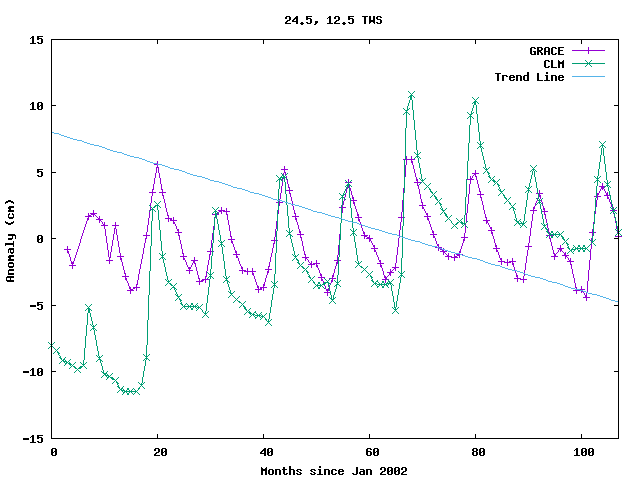 24.5, 12.5 TWS
GRACE
CLM
Trend Line
15
10
5
0
-5
-10
-15
Anomaly (cm)
0 20 40 60 80 100
Months since Jan 2002